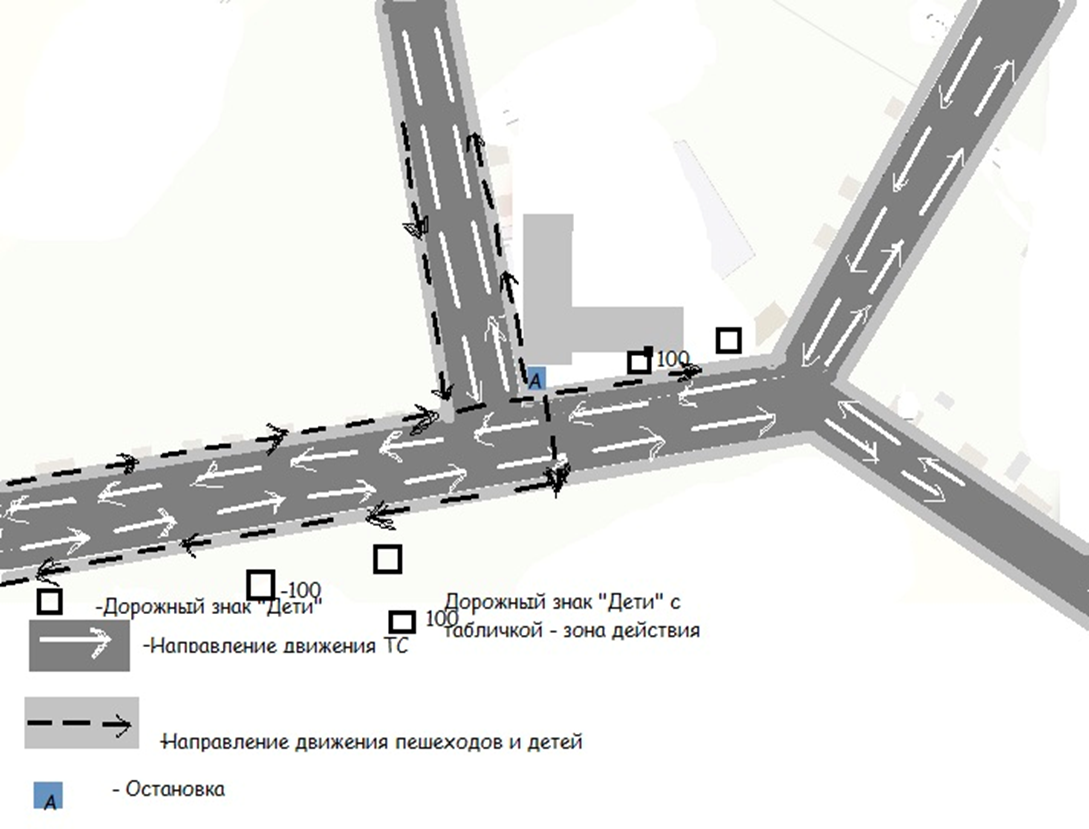 А
100
-100
-Дорожный знак "Дети"
100
Дорожный знак "Дети" с
табличкой - зона действия
-Направление движения ТС
Направление движения пешеходов и детей
А
- Остановка